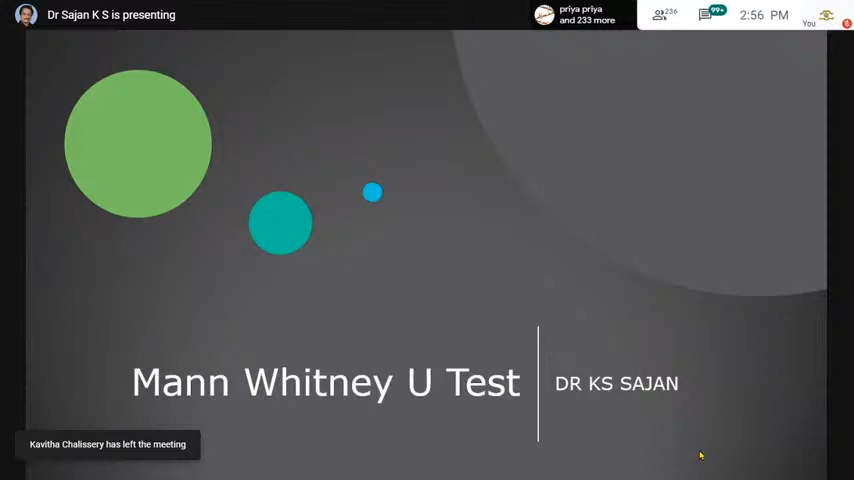 Dr Sajan K S is presenting
priya priya
and 233 more
236
99+
2:56 PM
You
Mann Whitney U Test
DR KS SAJAN
Kavitha Chalissery has left the meeting